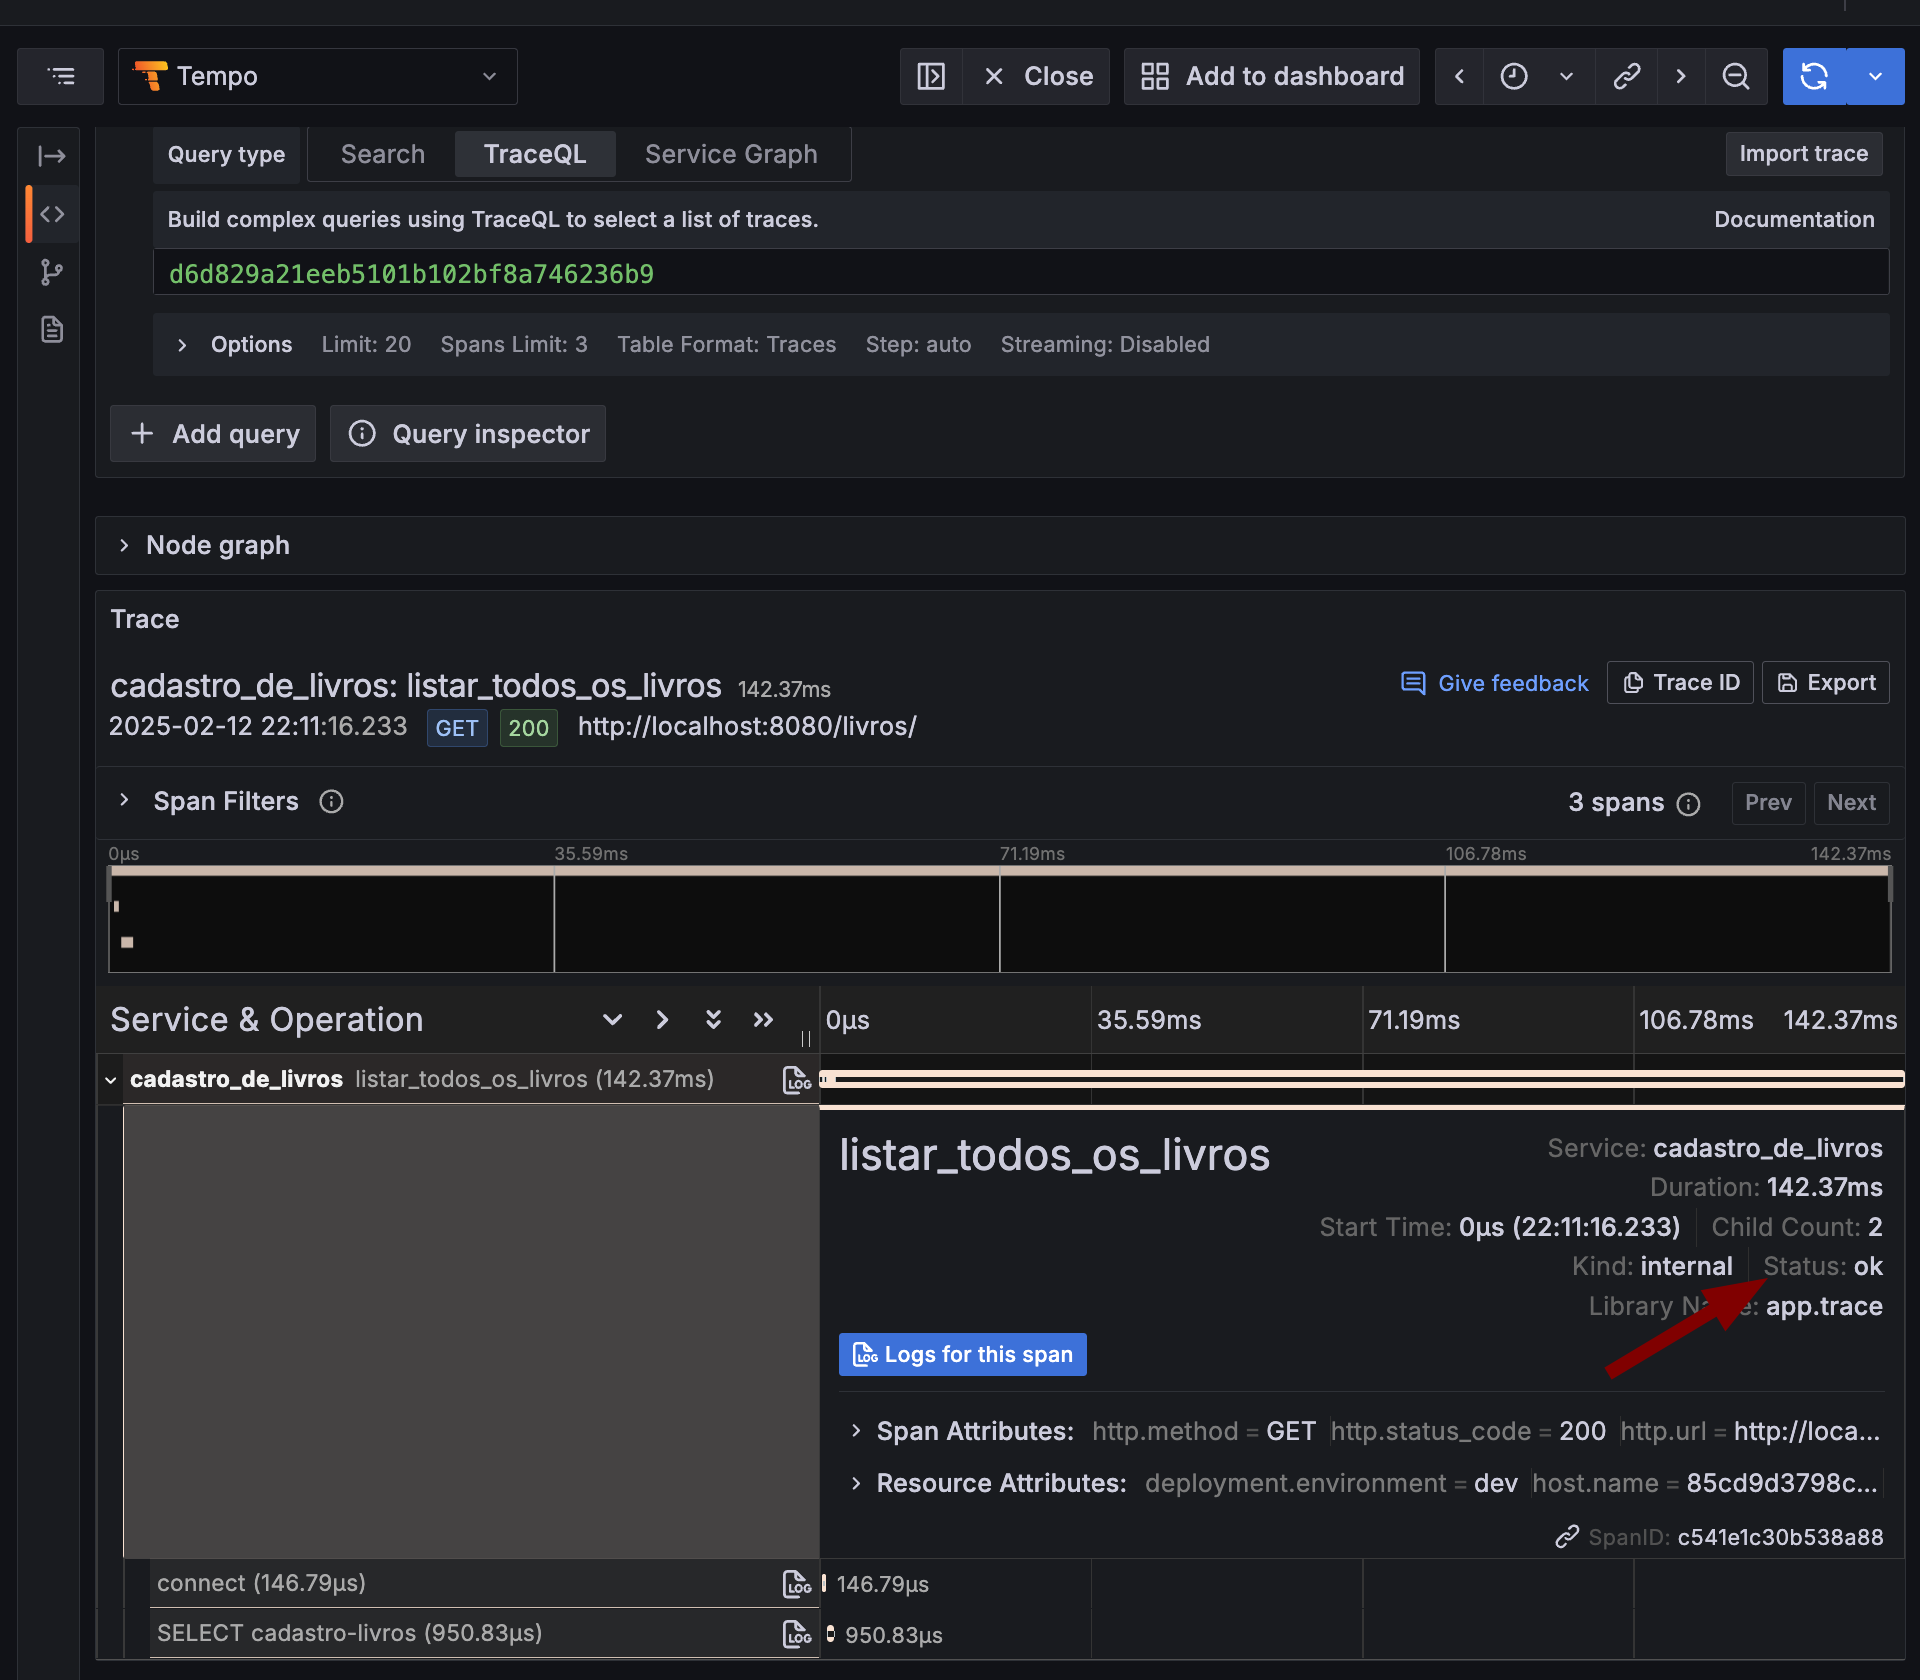 Tempo
Close
Add to dashboard
Query type
Search
TraceQL
Service Graph
Import trace
Build complex queries using TraceQL to select a list of traces.
Documentation
d6d829a21eeb5101b102bf8a746236b9
Options Limit: 20 Spans Limit: 3 Table Format: Traces Step: auto Streaming: Disabled
Add query
Query inspector
Node graph
Trace
cadastro_de_livros: listar_todos_os_livros 142.37ms
Give feedback
Trace ID
Export
2025-02-12 22:11:16.233 GET 200 http://localhost:8080/livros/
Span Filters
3 spans
Prev
Next
0μs 35.59ms 71.19ms 106.78ms 142.37ms
Service & Operation
0μs 35.59ms 71.19ms 106.78ms 142.37ms
cadastro_de_livros listar_todos_os_livros (142.37ms)
LOG
listar_todos_os_livros
Service: cadastro_de_livros
Duration: 142.37ms
Start Time: 0μs (22:11:16.233) Child Count: 2
Kind: internal Status: ok
Library app.trace
LOG Logs for this span
Span Attributes: http.method = GET http.status_code = 200 http.url = http://loca...
Resource Attributes: deployment.environment = dev host.name = 85cd9d3798c...
SpanID: c541e1c30b538a88
connect (146.79μs) LOG 146.79μs
SELECT cadastro-livros (950.83μs) LOG 950.83μs